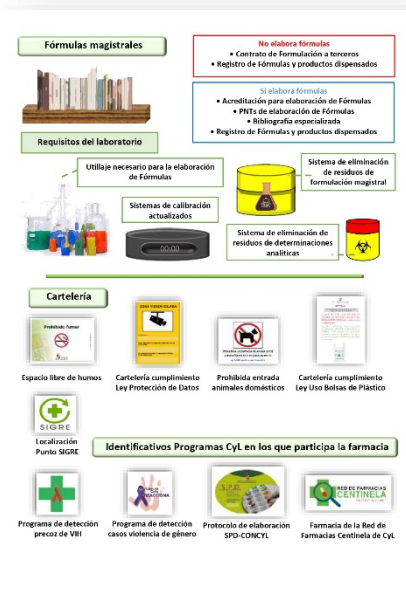 Fórmulas magistrales
No elabora fórmulas
• Contrato de Formulación a terceros
• Registro de Fórmulas y productos dispensados
Si elabora fórmulas
• Acreditación para elaboración de Fórmulas
• PNTs de elaboración de Fórmulas
• Bibliografía especializada
• Registro de Fórmulas y productos dispensados
Requisitos del laboratorio
Utillaje necesario para la elaboración
de Fórmulas
Sistemas de calibración
actualizados
00:00
Sistema de eliminación
de residuos de
formulación magistral
Sistema de eliminación de
residuos de determinaciones
analíticas
Cartelería
Prohibido fumar
ZONA VIDEOVIGILADA
Espacio libre de humos
Cartelería cumplimiento
Ley Protección de Datos
Prohibida entrada
animales domésticos
Cartelería cumplimiento
Ley Uso Bolsas de Plástico
SIGRE
Localización
Punto SIGRE
Identificativos Programas CyL en los que participa la farmacia
SPD
RED DE FARMACIAS
CENTINELA
Programa de detección
precoz de VIH
Programa de detección
casos violencia de género
Protocolo de elaboración
SPD-CONCYL
Farmacia de la Red de
Farmacias Centinela de CyL